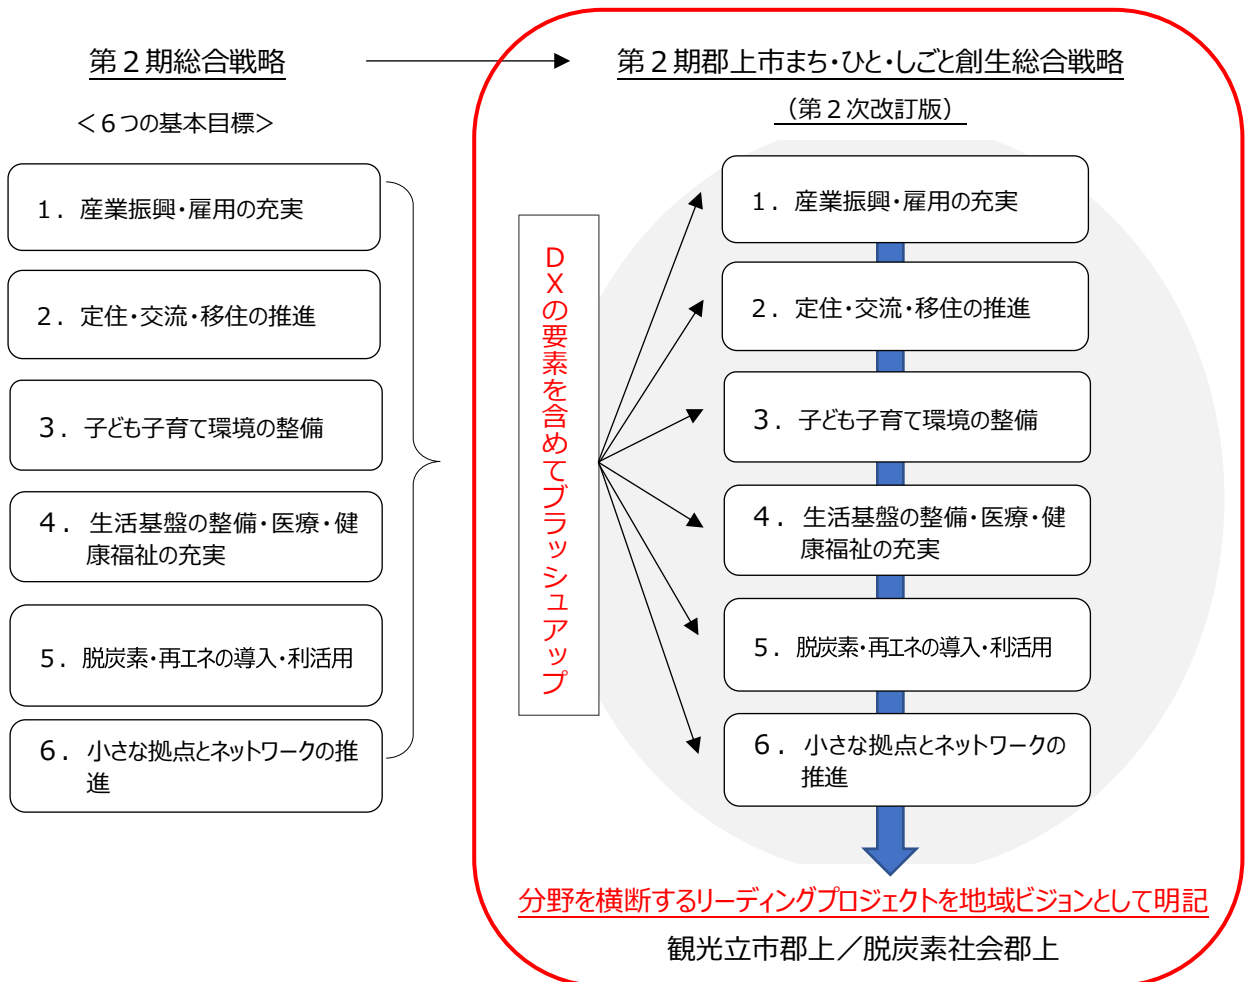 第２期総合戦略
＜６つの基本目標＞
１．産業振興・雇用の充実
２．定住・交流・移住の推進
３．子ども子育て環境の整備
４．生活基盤の整備・医療・健
康福祉の充実
５．脱炭素・再エネの導入・利活用
６．小さな拠点とネットワークの推
進
第２期郡上市まち・ひと・しごと創生総合戦略
（第２次改訂版）
ＤＸの要素を含めてブラッシュアップ
１．産業振興・雇用の充実
２．定住・交流・移住の推進
３．子ども子育て環境の整備
４．生活基盤の整備・医療・健
康福祉の充実
５．脱炭素・再エネの導入・利活用
６．小さな拠点とネットワークの
推進
分野を横断するリーディングプロジェクトを地域ビジョンとして明記
観光立市郡上／脱炭素社会郡上